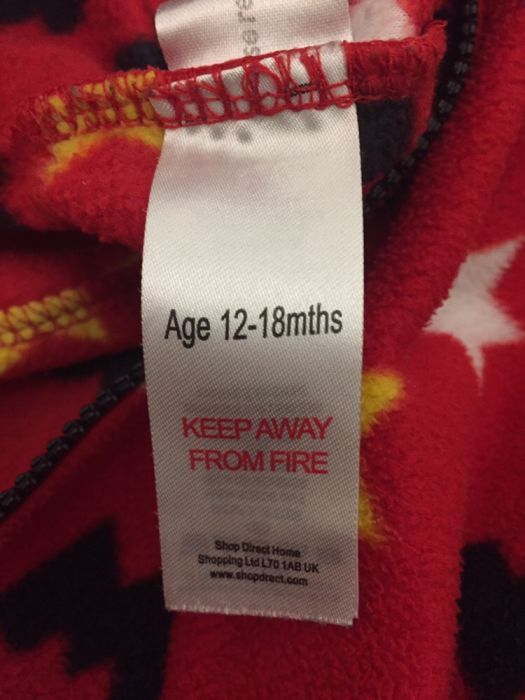 Age 12-18mths
KEEP AWAY
FROM FIRE
Shop Direct Home
Shopping Ltd L70 1AB UK
www.shopdirect.com